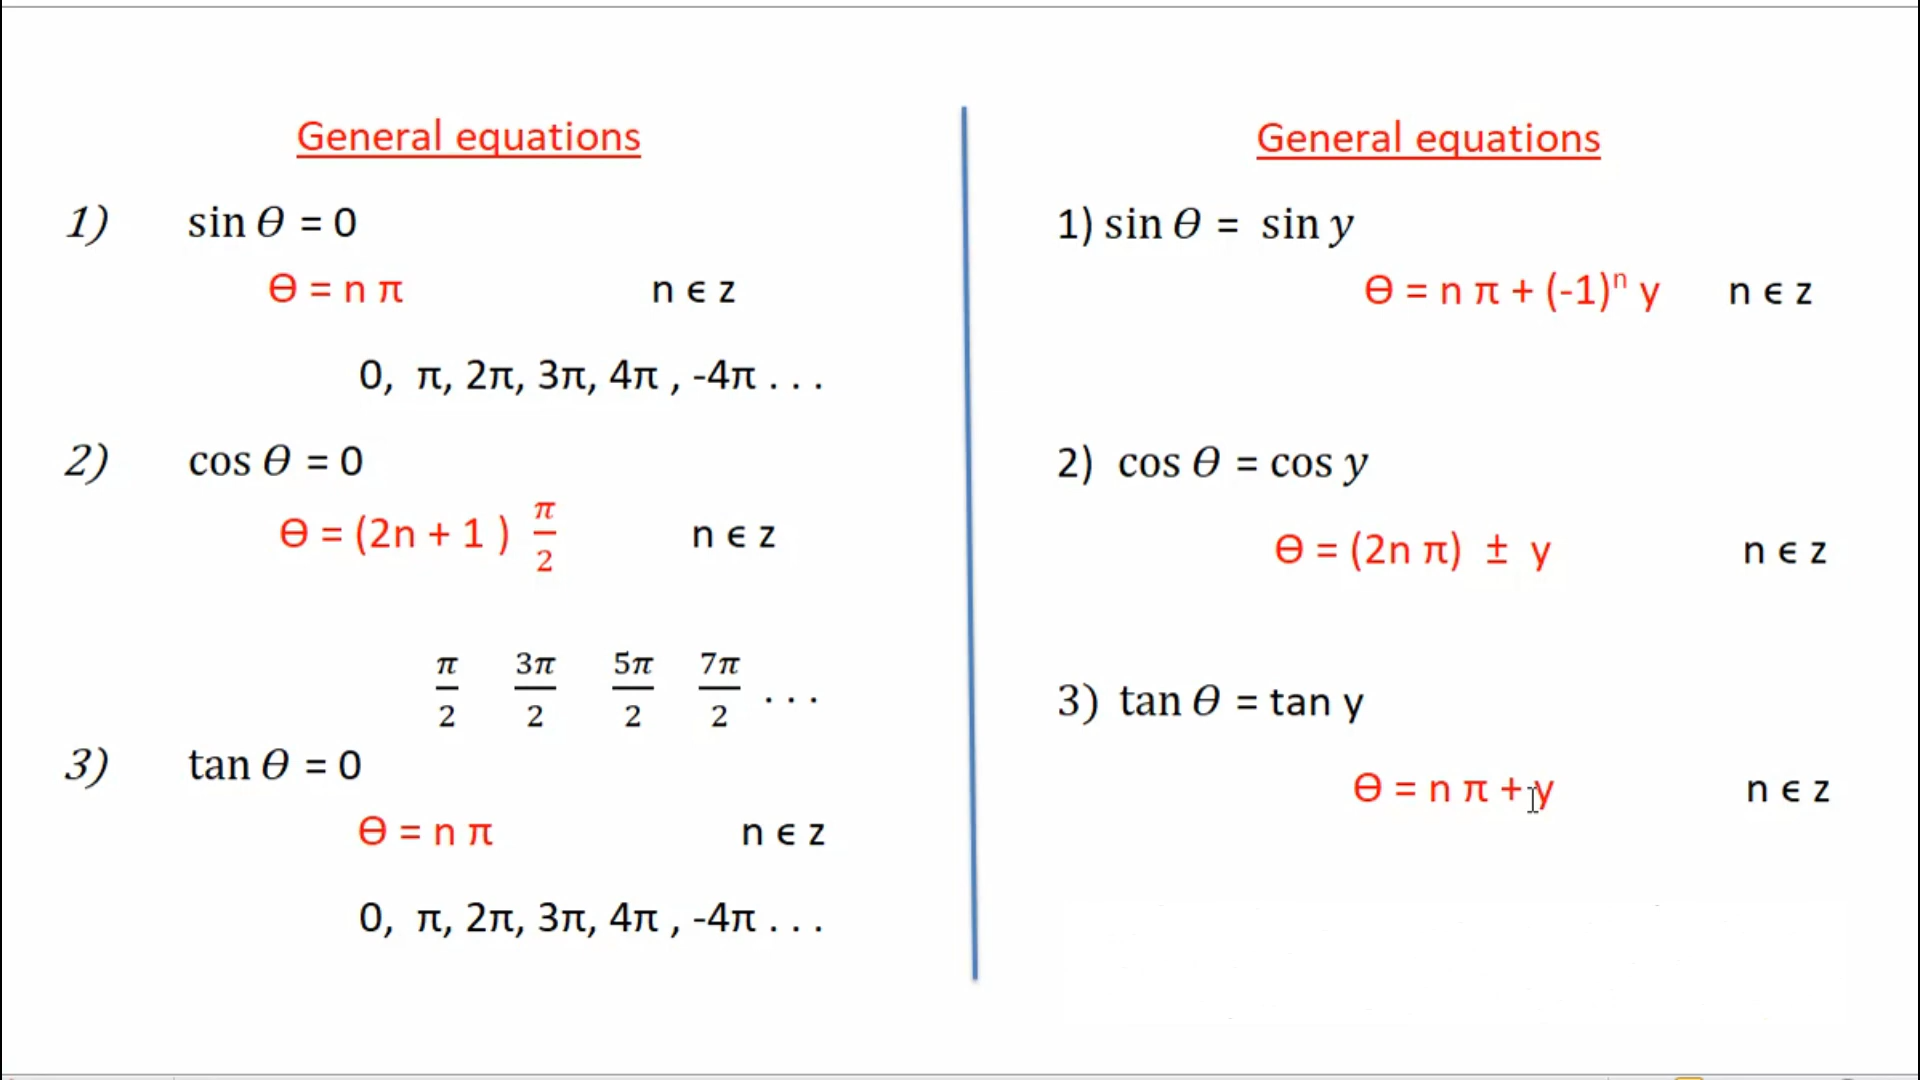 General equations
1) sin θ = 0
Ɵ = n π n ϵ z
0, π, 2π, 3π, 4π , -4π . . .
2) cos θ = 0
Ɵ = (2n + 1 ) π/2 n ϵ z
π/2 3π/2 5π/2 7π/2 . . .
3) tan θ = 0
Ɵ = n π n ϵ z
0, π, 2π, 3π, 4π , -4π . . .
General equations
1) sin θ = sin y
Ɵ = n π + (-1)ⁿ y n ϵ z
2) cos θ = cos y
Ɵ = (2n π) ± y n ϵ z
3) tan θ = tan y
Ɵ = n π + y n ϵ z